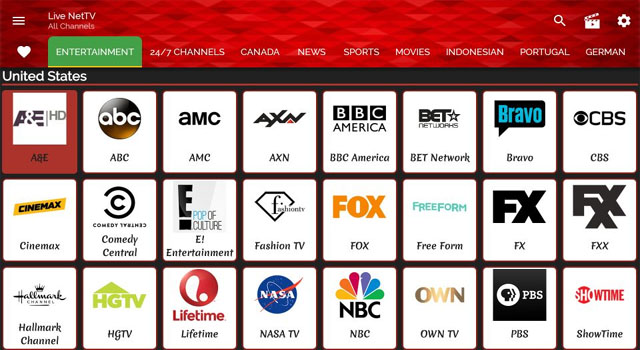 Live NetTV
All Channels
ENTERTAINMENT 24/7 CHANNELS CANADA NEWS SPORTS MOVIES INDONESIAN PORTUGAL GERMAN
United States
A&E HD
abc
aMC
AXN
BBC
AMERICA
BET★
NETWORKS
Bravo
CBS
A&E
ABC
AMC
AXN
BBC America
BET Network
Bravo
CBS
CINEMAX
COMEDY CENTRAL
E!
POP OF
CULTURE
fashiontv
FOX
FREEFORM
FX
FXX
Cinemax
Comedy
Central
E!
Entertainment
Fashion TV
FOX
Free Form
FX
FXX
Hallmark
CHANNEL
HGTV
Lifetime
NASA
NBC
OWN
PBS
SHOWTIME
Hallmark
Channel
HGTV
Lifetime
NASA TV
NBC
OWN TV
PBS
ShowTime